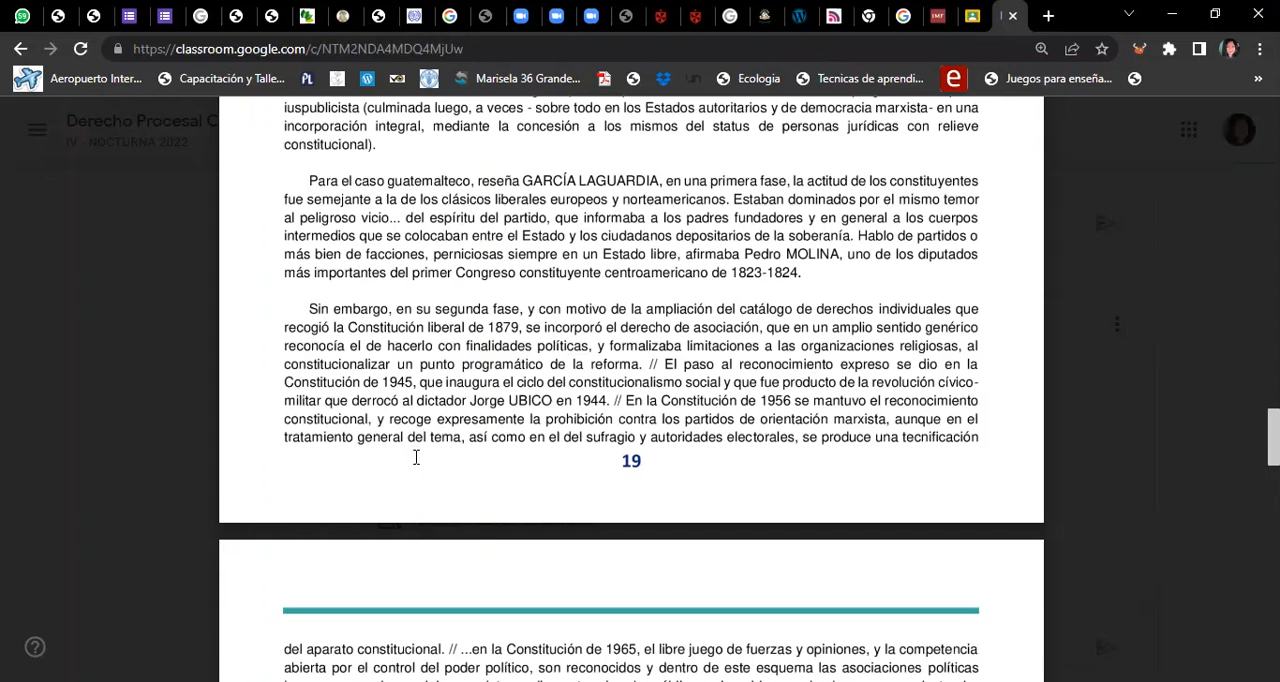 https://classroom.google.com/c/NTM2NDA4MDQ4MjUw
Aeropuerto Inter...
Capacitación y Talle...
Marisela 36 Grande...
Ecologia
Tecnicas de aprendi...
Juegos para enseña...
»
Derecho Procesal C
IV - NOCTURNA 2022
iuspublicista (culminada luego, a veces - sobre todo en los Estados autoritarios y de democracia marxista- en una
incorporación integral, mediante la concesión a los mismos del status de personas jurídicas con relieve
constitucional).
Para el caso guatemalteco, reseña GARCÍA LAGUARDIA, en una primera fase, la actitud de los constituyentes
fue semejante a la de los clásicos liberales europeos y norteamericanos. Estaban dominados por el mismo temor
al peligroso vicio... del espíritu del partido, que informaba a los padres fundadores y en general a los cuerpos
intermedios que se colocaban entre el Estado y los ciudadanos depositarios de la soberanía. Hablo de partidos o
más bien de facciones, perniciosas siempre en un Estado libre, afirmaba Pedro MOLINA, uno de los diputados
más importantes del primer Congreso constituyente centroamericano de 1823-1824.
Sin embargo, en su segunda fase, y con motivo de la ampliación del catálogo de derechos individuales que
recogió la Constitución liberal de 1879, se incorporó el derecho de asociación, que en un amplio sentido genérico
reconocía el de hacerlo con finalidades políticas, y formalizaba limitaciones a las organizaciones religiosas, al
constitucionalizar un punto programático de la reforma. // El paso al reconocimiento expreso se dio en la
Constitución de 1945, que inaugura el ciclo del constitucionalismo social y que fue producto de la revolución cívico-
militar que derrocó al dictador Jorge UBICO en 1944. // En la Constitución de 1956 se mantuvo el reconocimiento
constitucional, y recoge expresamente la prohibición contra los partidos de orientación marxista, aunque en el
tratamiento general del tema, así como en el del sufragio y autoridades electorales, se produce una tecnificación
19
del aparato constitucional. // ...en la Constitución de 1965, el libre juego de fuerzas y opiniones, y la competencia
abierta por el control del poder político, son reconocidos y dentro de este esquema las asociaciones políticas